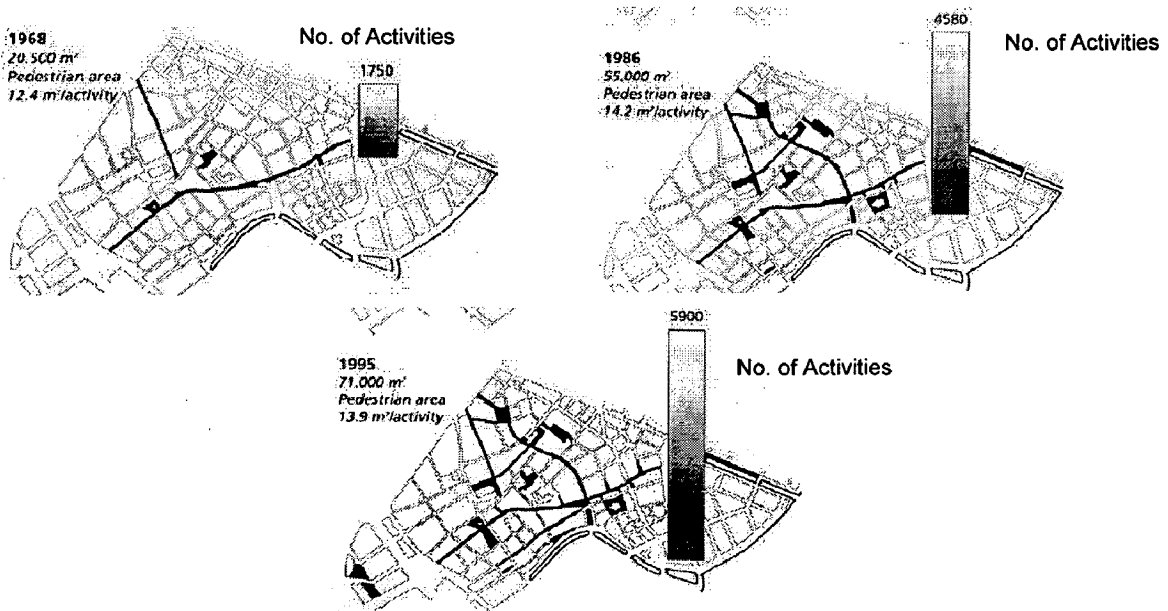 1968
20.500 m²
Pedestrian area
12.4 m²/activity
No. of Activities
1750
1986
55.000 m²
Pedestrian area
14.2 m²/activity
4580
No. of Activities
1995
71.000 m²
Pedestrian area
13.9 m²/activity
5900
No. of Activities